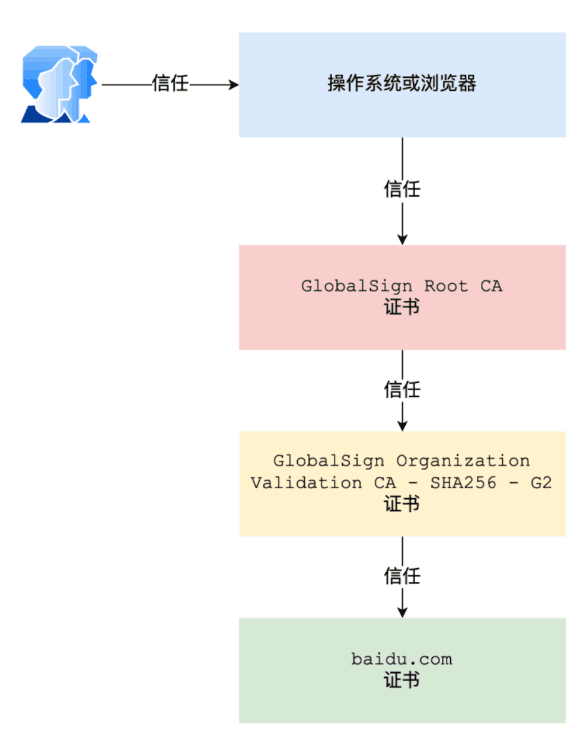 信任
操作系统或浏览器
信任
GlobalSign Root CA
证书
信任
GlobalSign Organization
Validation CA - SHA256 - G2
证书
信任
baidu.com
证书